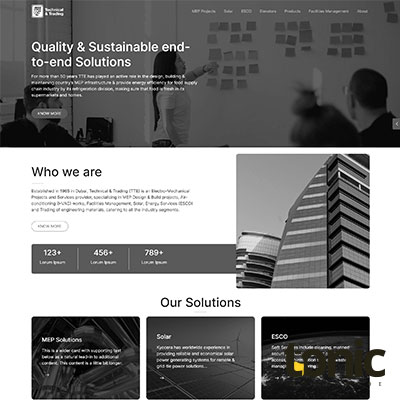 Technical
& Trading
MEP Projects Solar ESCO Elevators Products Facilities Management About
Quality & Sustainable end-
to-end Solutions
For more than 50 years TTE has played an active role in the design, building &
maintaining country's MEP infrastructure & provide energy efficiency for food supply
chain industry by its refrigeration division, making sure that food is fresh in its
supermarkets and homes.
KNOW MORE
Who we are
Established in 1969 in Dubai, Technical & Trading (TTE) is an Electro-Mechanical
Projects and Services provider, specializing in MEP Design & Build projects, Air-
conditioning (HVAC) works, Facilities Management, Solar, Energy Services (ESCO)
and Trading of engineering materials, catering to all the industry segments.
KNOW MORE
123+ 456+ 789+
Lorum Ipsum Lorum Ipsum Lorum Ipsum
Our Solutions
MEP Solutions
This is a wider card with supporting text
below as a natural lead-in to additional
content. This content is a little bit longer.
Solar
Kyocera has worldwide experience in
providing reliable and economical solar
power generating systems for remote &
grid-tie power solutions...
ESCO
Soft Services include cleaning, manned